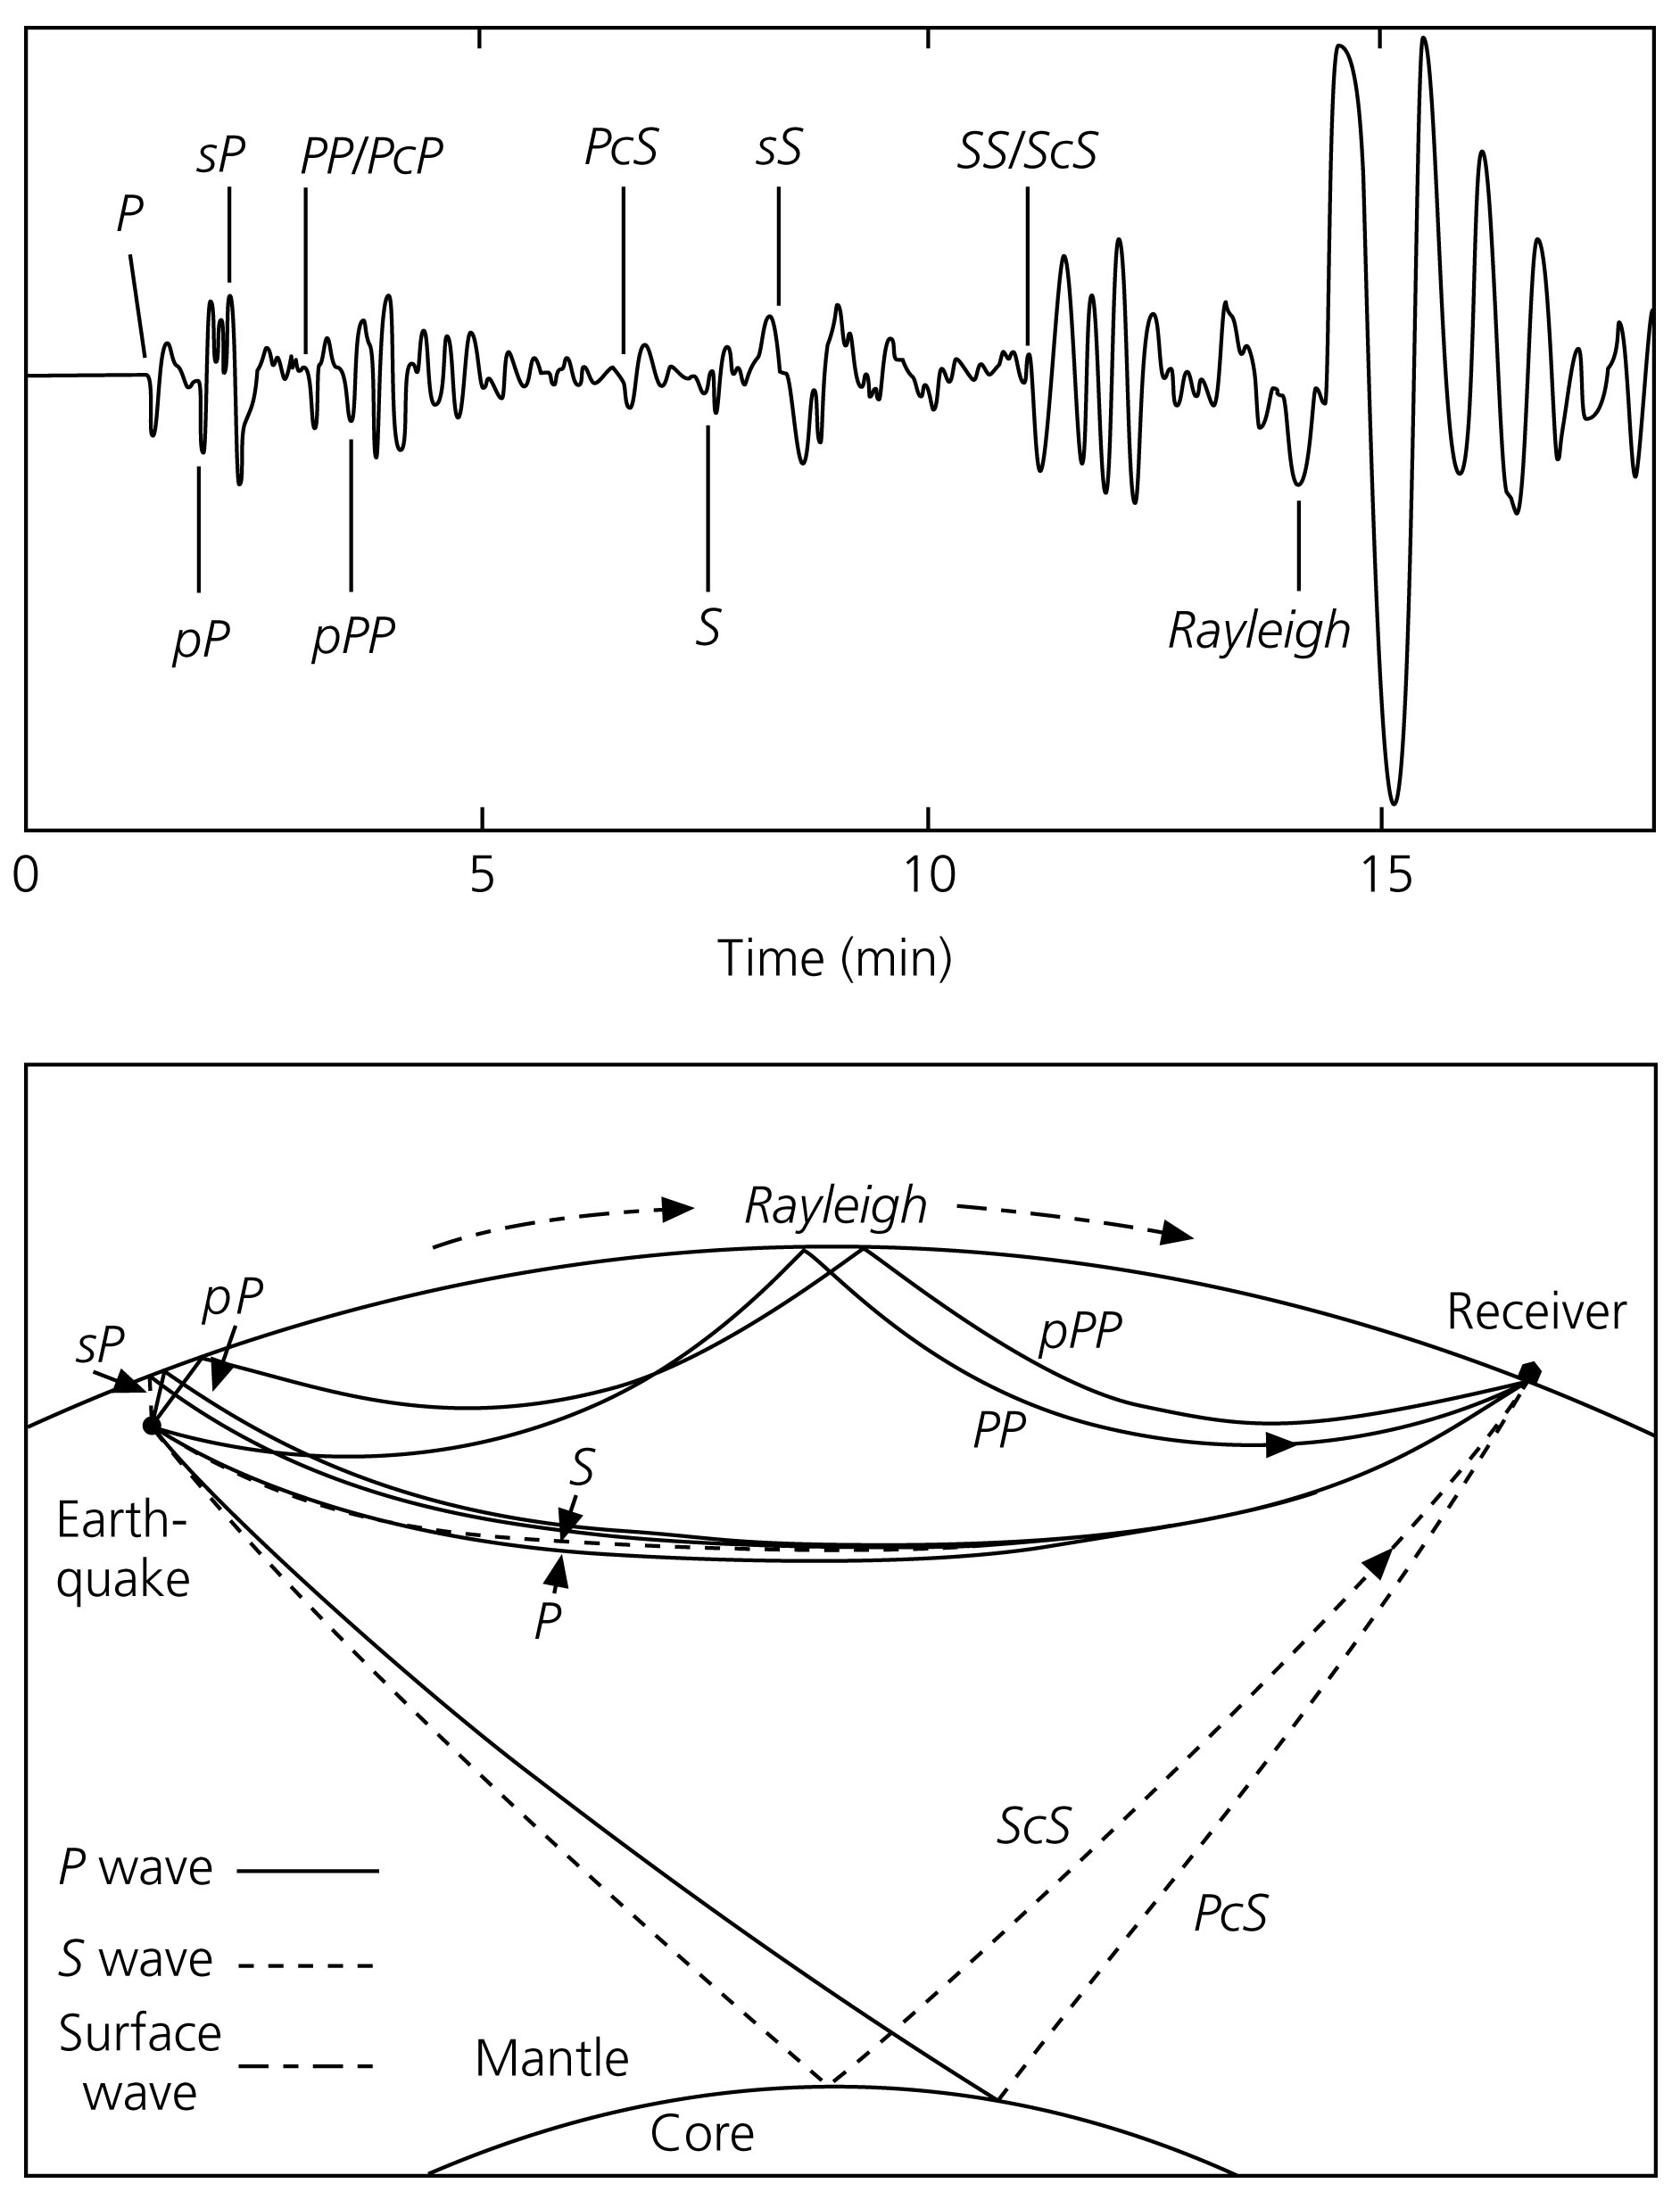 sP
PP/PcP
PcS
sS
SS/ScS
P
pP
pPP
S
Rayleigh
0
5
10
15
Time (min)
Rayleigh
pP
sP
pPP
Receiver
PP
S
Earth-
quake
P
ScS
PcS
P wave
S wave
Surface
wave
Mantle
Core